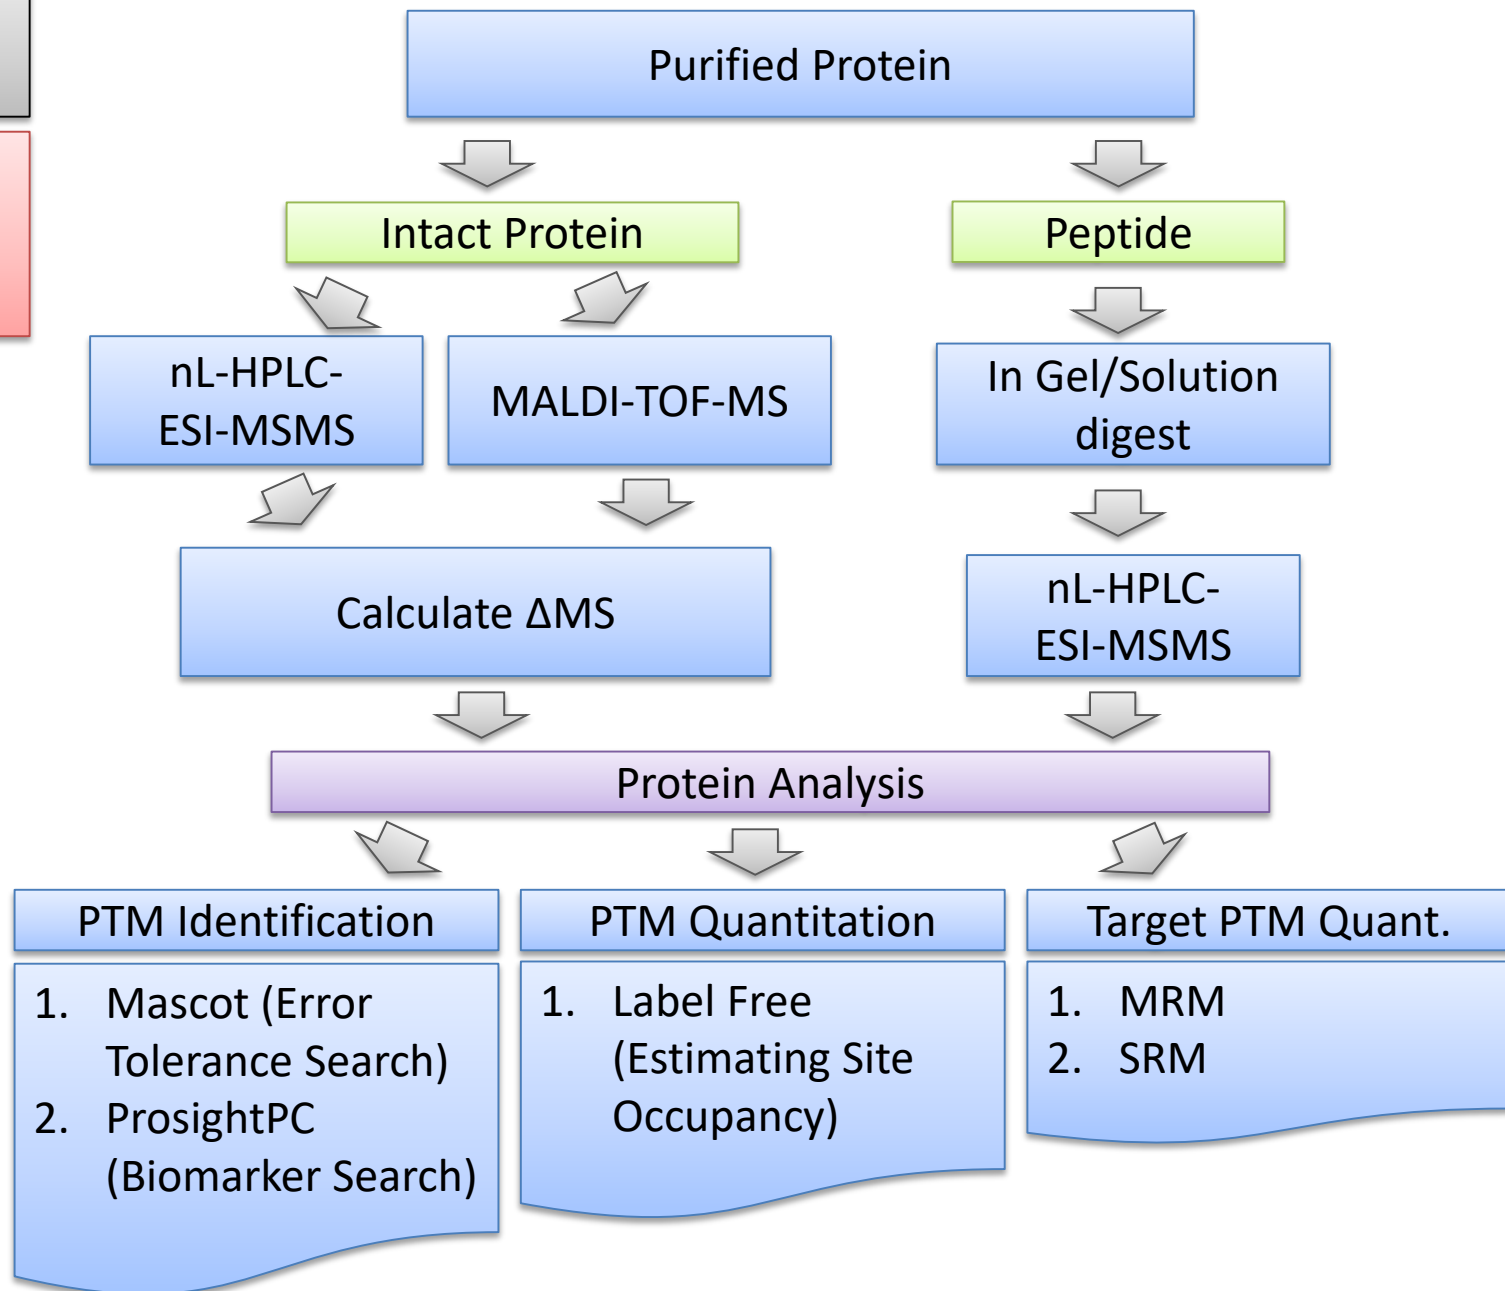 Purified Protein
Intact Protein
Peptide
nL-HPLC-
ESI-MSMS
MALDI-TOF-MS
In Gel/Solution
digest
Calculate ΔMS
nL-HPLC-
ESI-MSMS
Protein Analysis
PTM Identification
1. Mascot (Error
Tolerance Search)
2. ProsightPC
(Biomarker Search)
PTM Quantitation
1. Label Free
(Estimating Site
Occupancy)
Target PTM Quant.
1. MRM
2. SRM